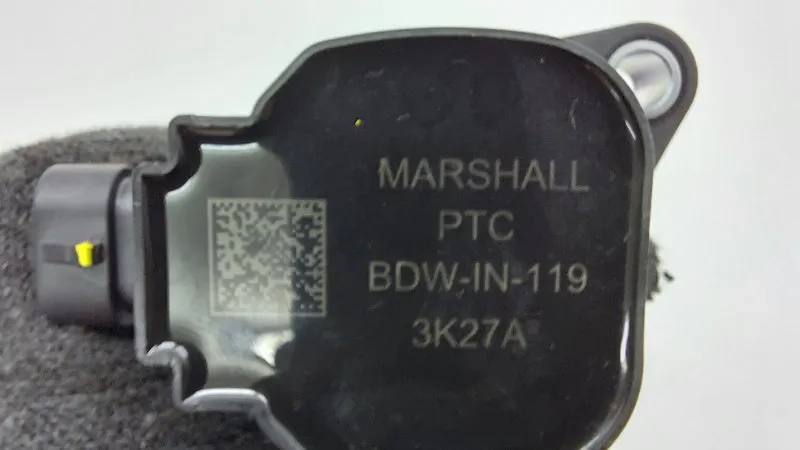 MARSHALL
PTC
BDW-IN-119
3K27A